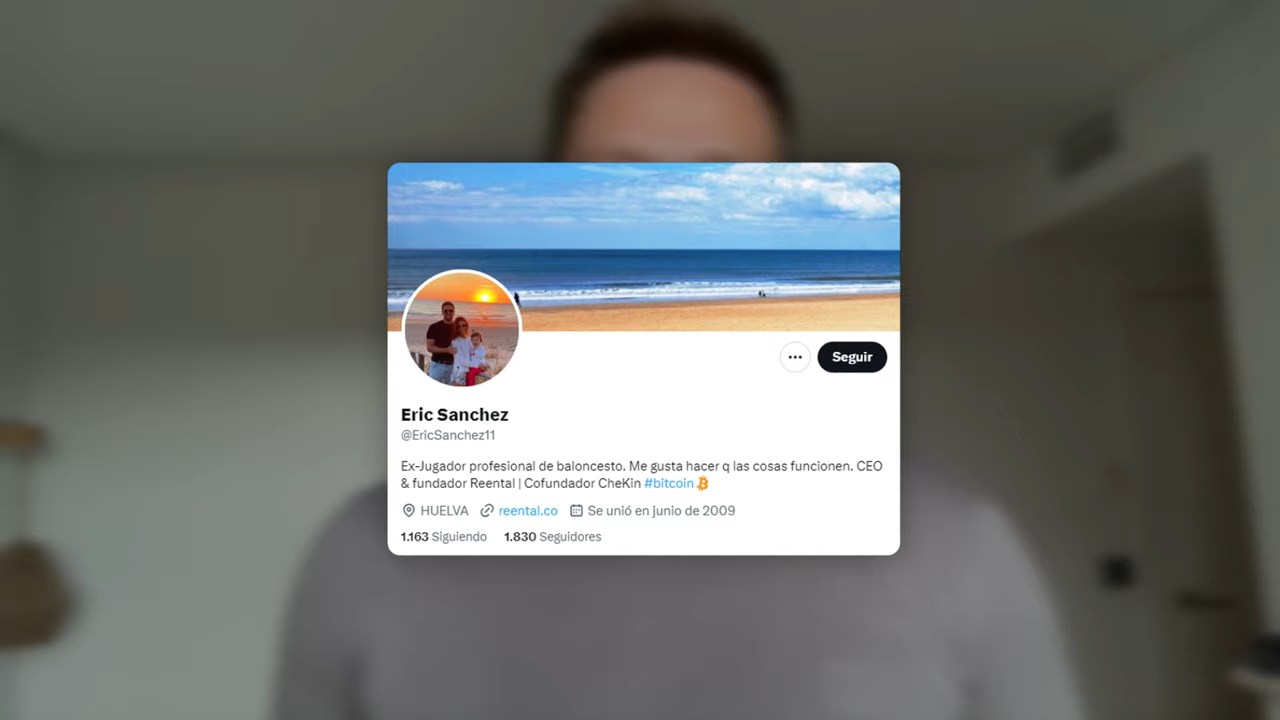 Seguir
Eric Sanchez
@EricSanchez11
Ex-Jugador profesional de baloncesto. Me gusta hacer q las cosas funcionen. CEO
& fundador Reental | Cofundador CheKin #bitcoin
HUELVA reental.co Se unió en junio de 2009
1.163 Siguiendo 1.830 Seguidores